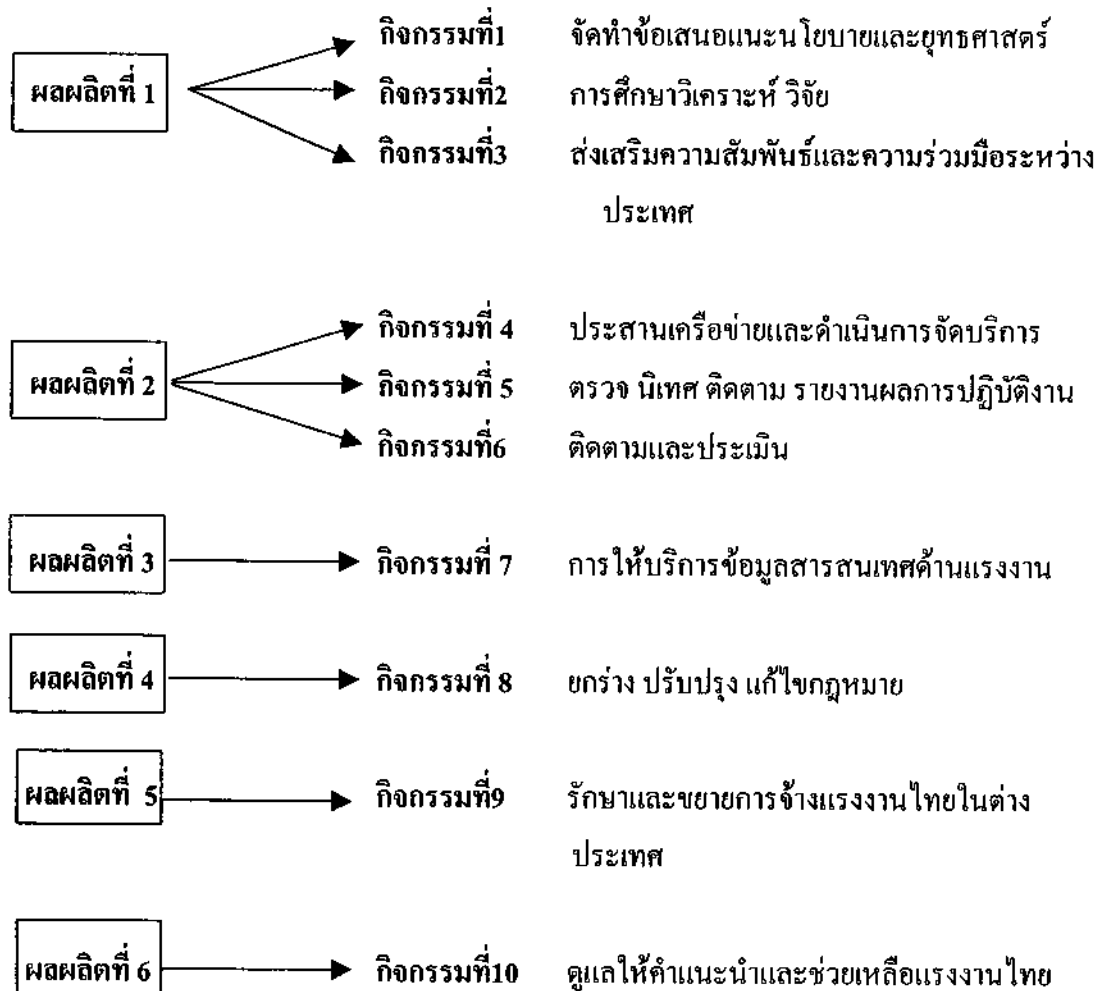 กิจกรรมที่1 จัดทำข้อเสนอแนะนโยบายและยุทธศาสตร์
ผลผลิตที่ 1 กิจกรรมที่2 การศึกษาวิเคราะห์ วิจัย
กิจกรรมที่3 ส่งเสริมความสัมพันธ์และความร่วมมือระหว่าง
ประเทศ
กิจกรรมที่ 4 ประสานเครือข่ายและดำเนินการจัดบริการ
ผลผลิตที่ 2 กิจกรรมที่ 5 ตรวจ นิเทศ ติดตาม รายงานผลการปฏิบัติงาน
กิจกรรมที่6 ติดตามและประเมิน
ผลผลิตที่ 3 กิจกรรมที่ 7 การให้บริการข้อมูลสารสนเทศด้านแรงงาน
ผลผลิตที่ 4 กิจกรรมที่ 8 ยกร่าง ปรับปรุง แก้ไขกฎหมาย
ผลผลิตที่ 5 กิจกรรมที่9 รักษาและขยายการจ้างแรงงานไทยในต่าง
ประเทศ
ผลผลิตที่ 6 กิจกรรมที่10 ดูแลให้คำแนะนำและช่วยเหลือแรงงานไทย